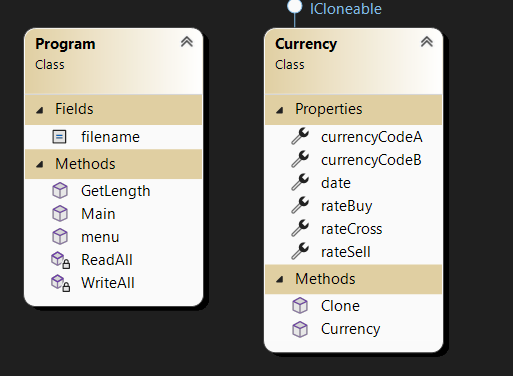 ICloneable
Program
Class
Fields
filename
Methods
GetLength
Main
menu
ReadAll
WriteAll
Currency
Class
Properties
currencyCodeA
currencyCodeB
date
rateBuy
rateCross
rateSell
Methods
Clone
Currency